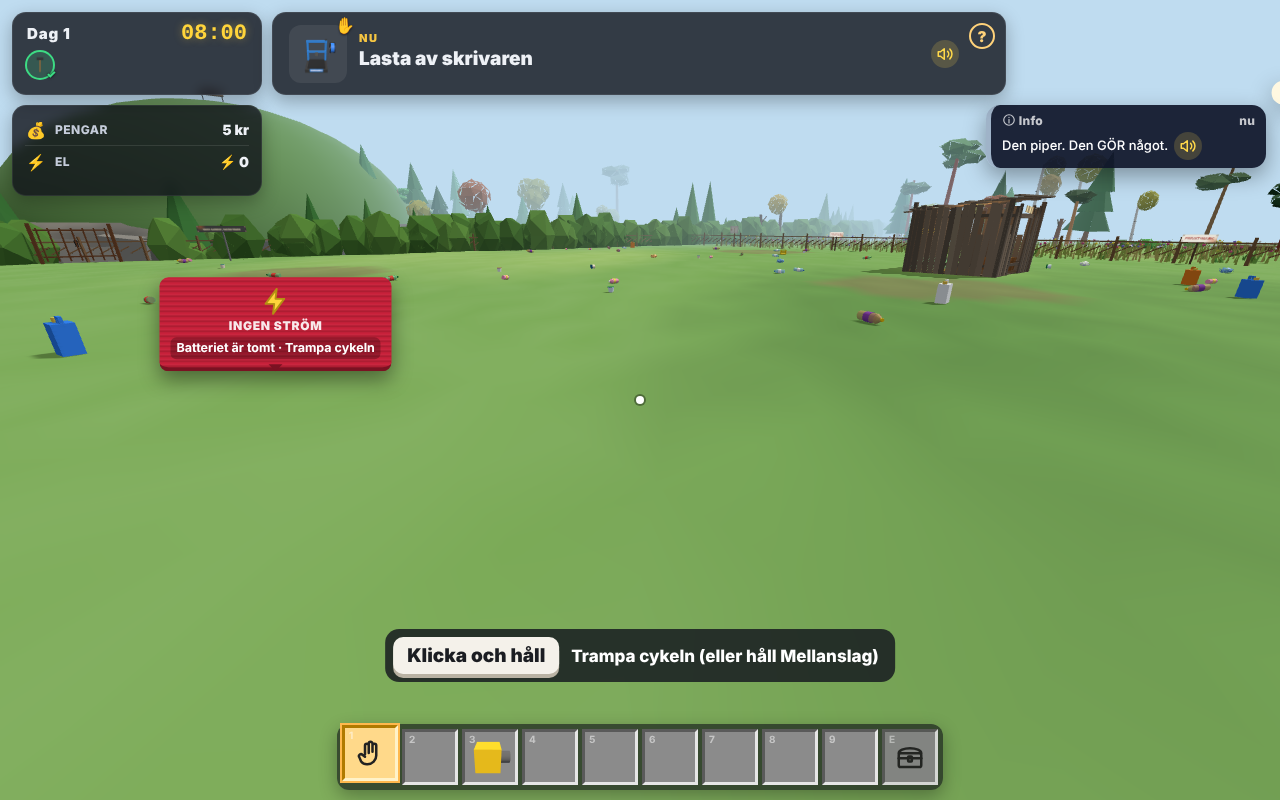 Dag 1
08:00
NU
Lasta av skrivaren
?
PENGAR
5 kr
EL
0
Info
nu
Den piper. Den GÖR något.
INGEN STRÖM
Batteriet är tomt · Trampa cykeln
Klicka och håll
Trampa cykeln (eller håll Mellanslag)
1
2
3
4
5
6
7
8
9
E